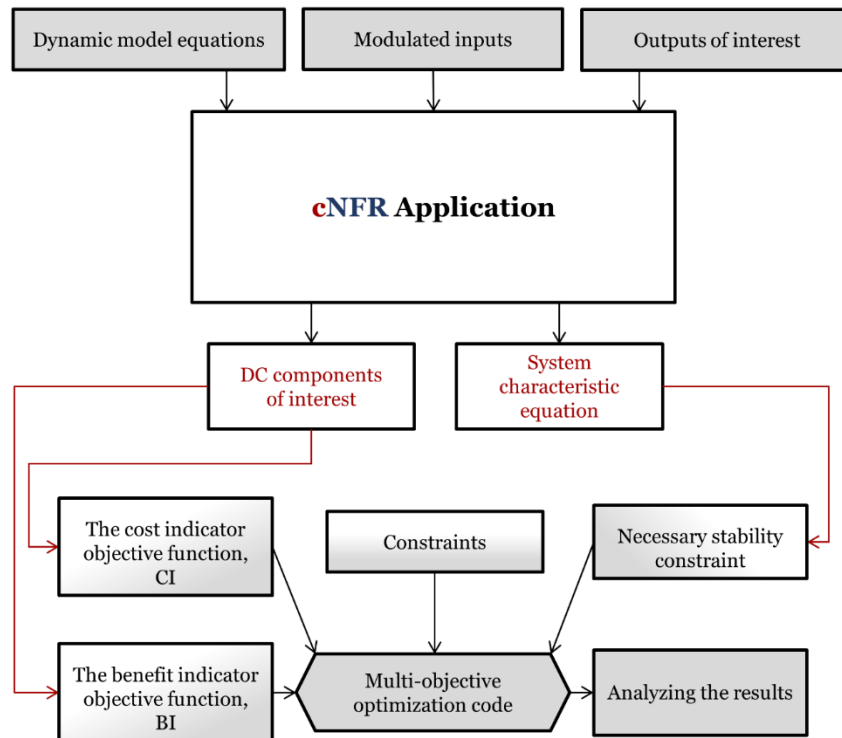 Dynamic model equations
Modulated inputs
Outputs of interest
cNFR Application
DC components
of interest
System
characteristic
equation
The cost indicator
objective function,
CI
Constraints
Necessary stability
constraint
The benefit indicator
objective function,
BI
Multi-objective
optimization code
Analyzing the results